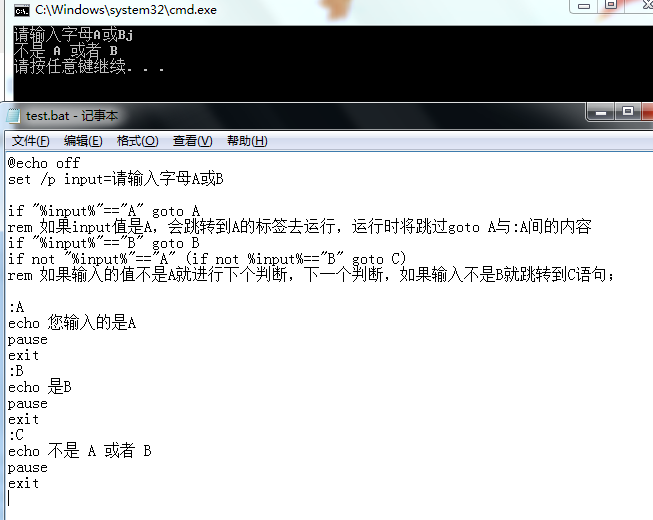 C:\Windows\system32\cmd.exe
请输入字母A或Bj
不是 A 或者 B
请按任意键继续. . .
test.bat - 记事本
文件(F) 编辑(E) 格式(O) 查看(V) 帮助(H)
@echo off
set /p input=请输入字母A或B
if "%input%"=="A" goto A
rem 如果input值是A，会跳转到A的标签去运行，运行时将跳过goto A与:A间的内容
if "%input%"=="B" goto B
if not "%input%"=="A" (if not %input%=="B" goto C)
rem 如果输入的值不是A就进行下个判断，下一个判断，如果输入不是B就跳转到C语句；
:A
echo 您输入的是A
pause
exit
:B
echo 是B
pause
exit
:C
echo 不是 A 或者 B
pause
exit